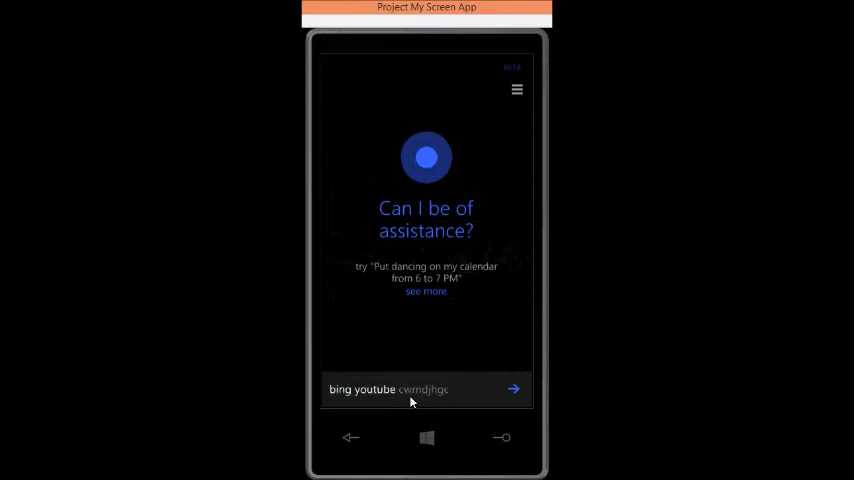 Project My Screen App
BETA
Can I be of
assistance?
try "Put dancing on my calendar
from 6 to 7 PM"
see more
bing youtube cwmdjhgc